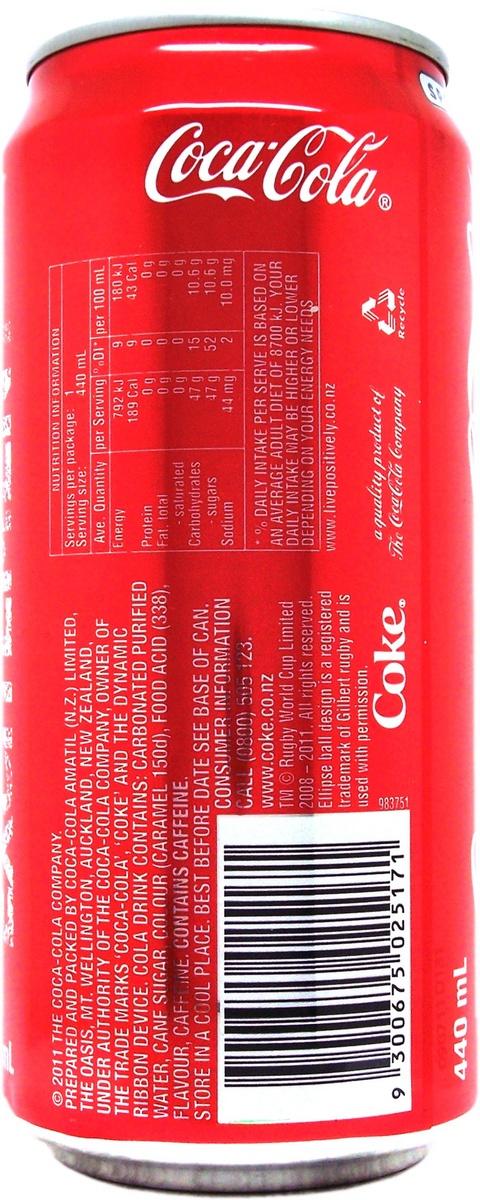 Coca-Cola®
NUTRITION INFORMATION
Servings per package: 1
Serving size: 440 mL
Ave. Quantity per Serving %DI* per 100 mL
Energy 792 kJ 9 180 kJ
189 Cal 9 43 Cal
Protein 0 g 0 0 g
Fat, total 0 g 0 0 g
- saturated 0 g 0 0 g
Carbohydrates 47 g 15 10.6 g
- sugars 47 g 52 10.6 g
Sodium 44 mg 2 10.0 mg
* % DAILY INTAKE PER SERVE IS BASED ON
AN AVERAGE ADULT DIET OF 8700 kJ. YOUR
DAILY INTAKE MAY BE HIGHER OR LOWER
DEPENDING ON YOUR ENERGY NEEDS
www.livepositively.co.nz
a quality product of
The Coca-Cola Company
Recycle
© 2011 THE COCA-COLA COMPANY.
PREPARED AND PACKED BY COCA-COLA AMATIL (N.Z.) LIMITED,
THE OASIS, MT. WELLINGTON, AUCKLAND, NEW ZEALAND,
UNDER AUTHORITY OF THE COCA-COLA COMPANY, OWNER OF
THE TRADE MARKS 'COCA-COLA', 'COKE' AND THE DYNAMIC
RIBBON DEVICE. COLA DRINK CONTAINS: CARBONATED PURIFIED
WATER, CANE SUGAR, COLOUR (CARAMEL 150d), FOOD ACID (338),
FLAVOUR, CAFFEINE. CONTAINS CAFFEINE.
STORE IN A COOL PLACE. BEST BEFORE DATE SEE BASE OF CAN.
CONSUMER INFORMATION
CALL (0800) 505 123.
www.coke.co.nz
TM © Rugby World Cup Limited
2008 – 2011. All rights reserved.
Ellipse ball design is a registered
trademark of Gilbert rugby and is
used with permission.
Coke®
983751
9 300675 025171
440 mL